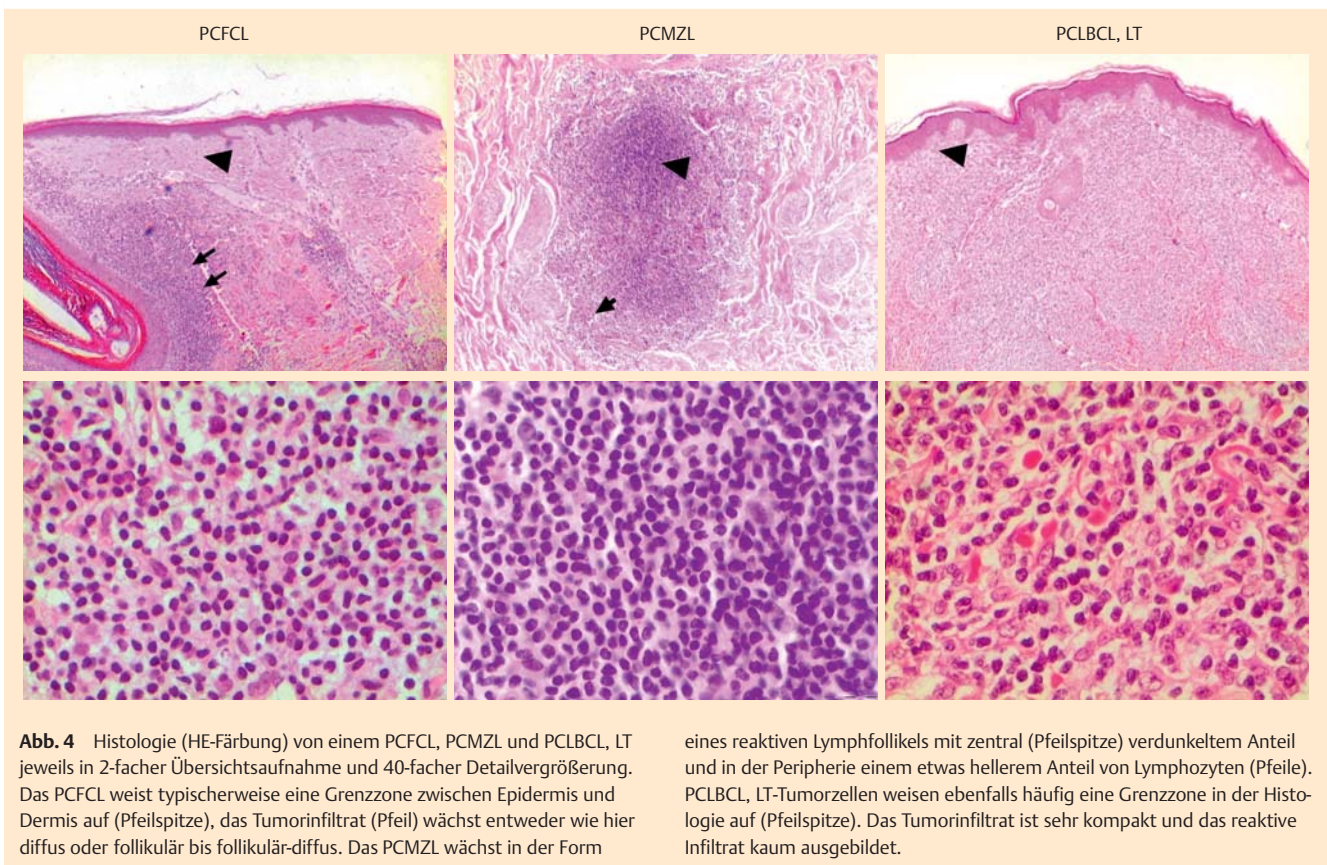 PCFCL
PCMZL
PCLBCL, LT
Abb. 4 Histologie (HE-Färbung) von einem PCFCL, PCMZL und PCLBCL, LT
jeweils in 2-facher Übersichtsaufnahme und 40-facher Detailvergrößerung.
Das PCFCL weist typischerweise eine Grenzzone zwischen Epidermis und
Dermis auf (Pfeilspitze), das Tumorinfiltrat (Pfeil) wächst entweder wie hier
diffus oder follikulär bis follikulär-diffus. Das PCMZL wächst in der Form
eines reaktiven Lymphfollikels mit zentral (Pfeilspitze) verdunkeltem Anteil
und in der Peripherie einem etwas hellerem Anteil von Lymphozyten (Pfeile).
PCLBCL, LT-Tumorzellen weisen ebenfalls häufig eine Grenzzone in der Histo-
logie auf (Pfeilspitze). Das Tumorinfiltrat ist sehr kompakt und das reaktive
Infiltrat kaum ausgebildet.